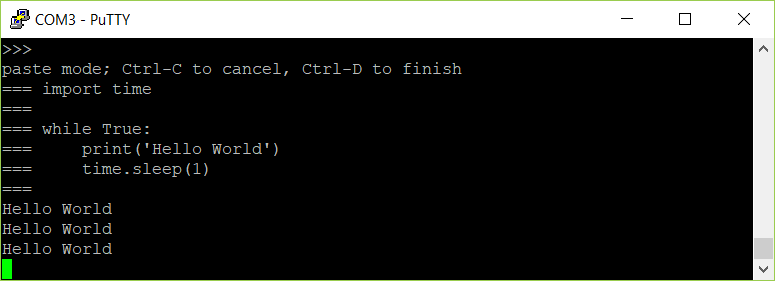 COM3 - PuTTY
>>>
paste mode; Ctrl-C to cancel, Ctrl-D to finish
=== import time
===
=== while True:
===     print('Hello World')
===     time.sleep(1)
===
Hello World
Hello World
Hello World